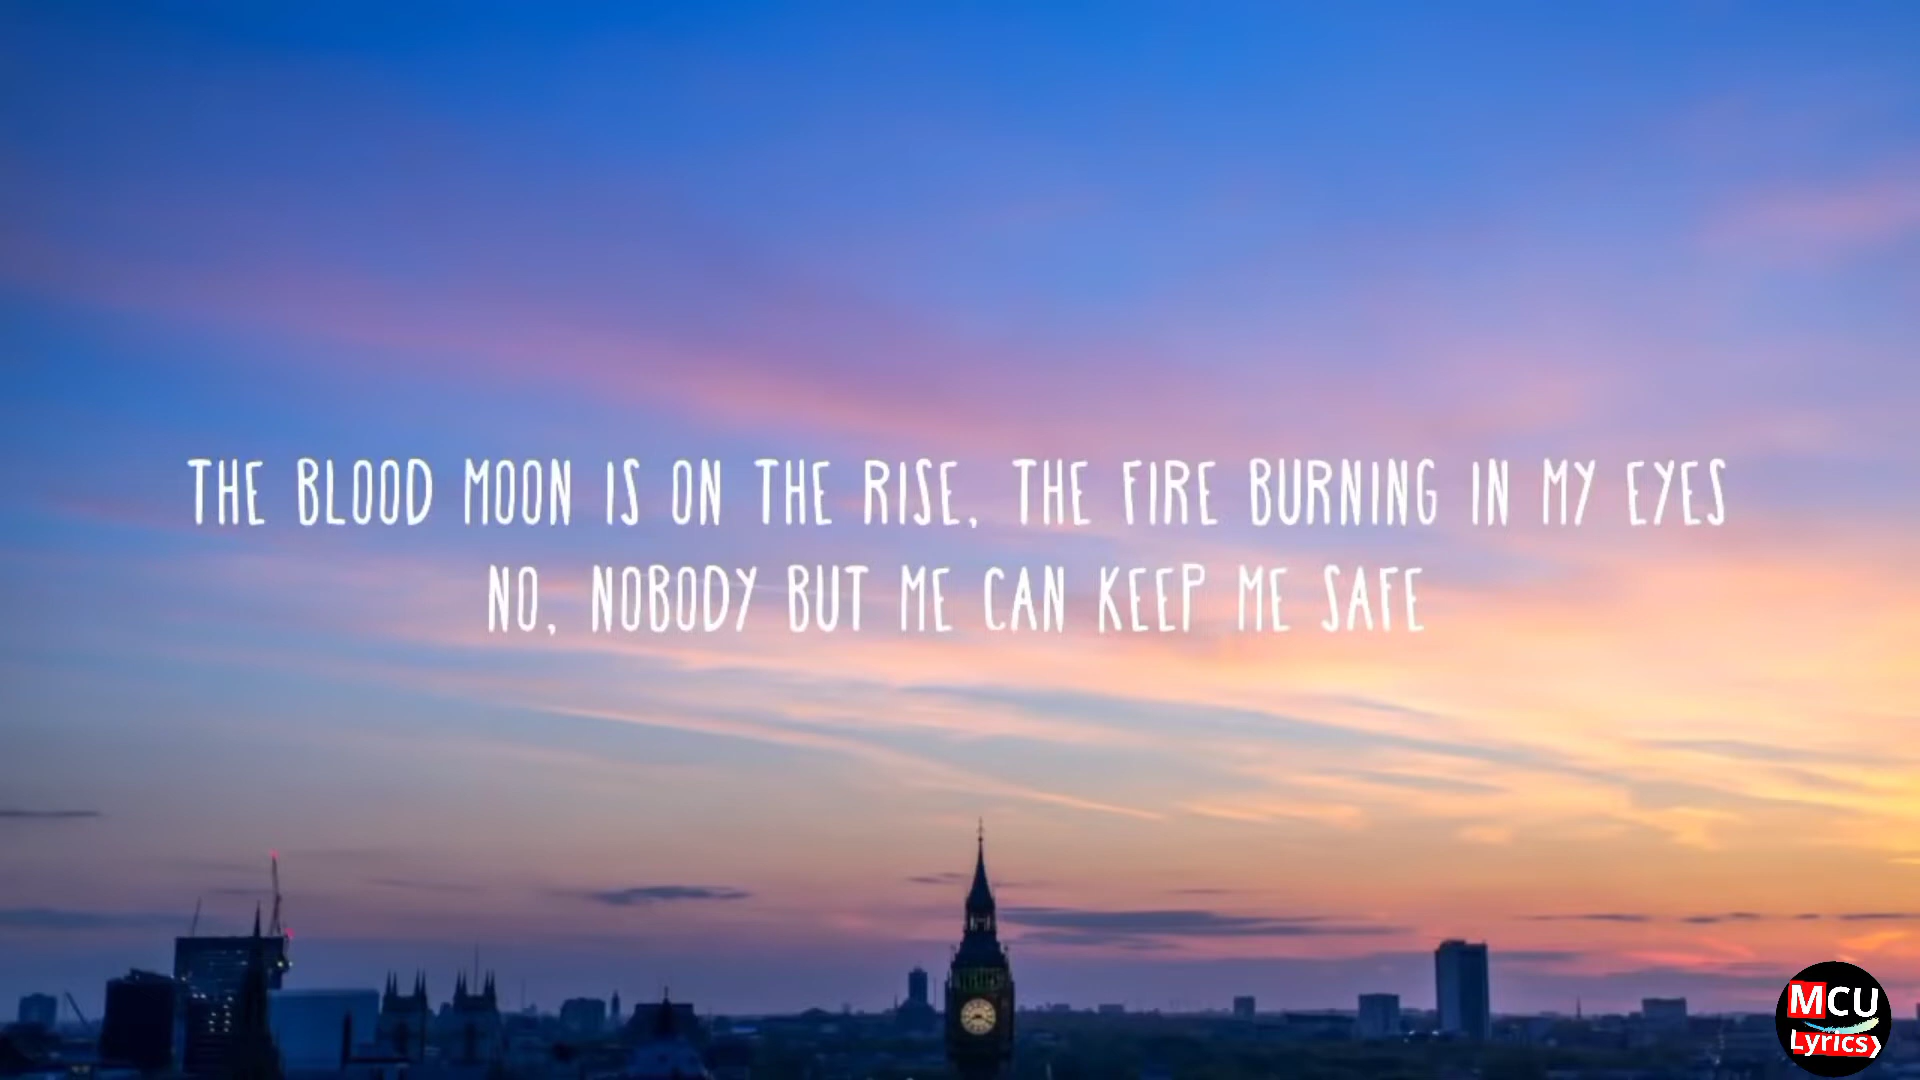 THE BLOOD MOON IS ON THE RISE, THE FIRE BURNING IN MY EYES
NO, NOBODY BUT ME CAN KEEP ME SAFE
MCU
Lyrics